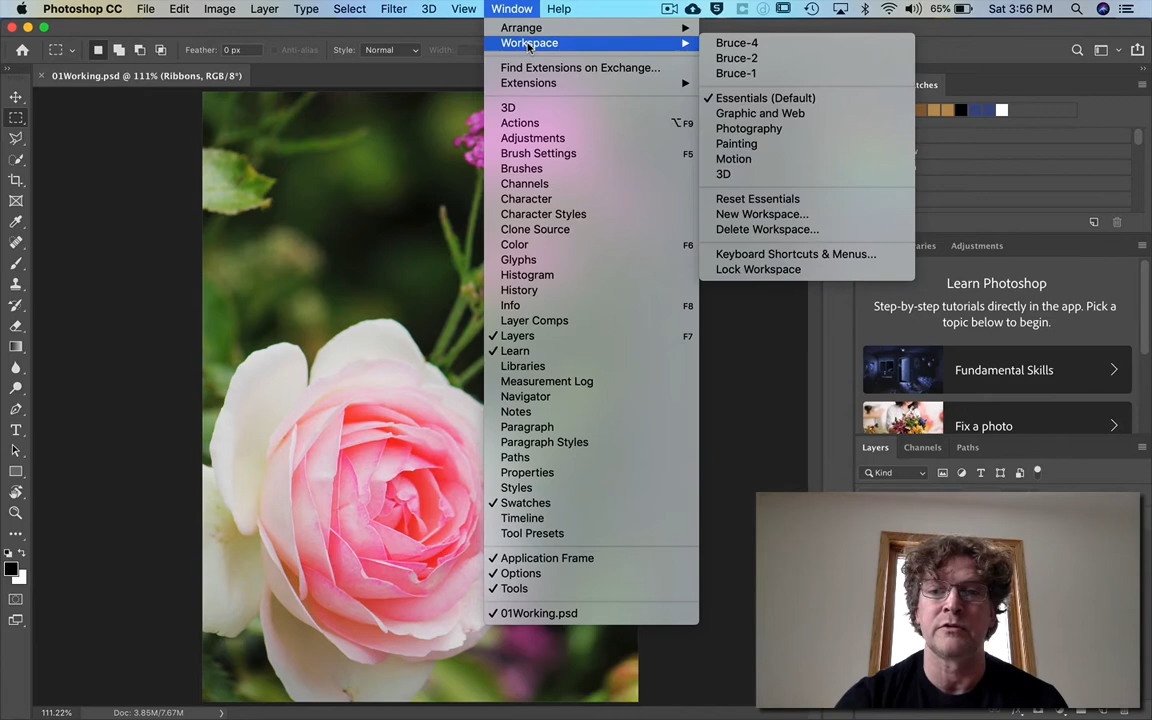 Photoshop CC File Edit Image Layer Type Select Filter 3D View Window Help 65% Sat 3:56 PM
Feather: 0 px Anti-alias Style: Normal Width:
01Working.psd @ 111% (Ribbons, RGB/8*)
Arrange
Workspace
Find Extensions on Exchange...
Extensions
3D
Actions ⌥F9
Adjustments
Brush Settings F5
Brushes
Channels
Character
Character Styles
Clone Source
Color F6
Glyphs
Histogram
History
Info F8
Layer Comps
Layers F7
Learn
Libraries
Measurement Log
Navigator
Notes
Paragraph
Paragraph Styles
Paths
Properties
Styles
Swatches
Timeline
Tool Presets
Application Frame
Options
Tools
01Working.psd
Bruce-4
Bruce-2
Bruce-1
Essentials (Default)
Graphic and Web
Photography
Painting
Motion
3D
Reset Essentials
New Workspace...
Delete Workspace...
Keyboard Shortcuts & Menus...
Lock Workspace
tches
raries Adjustments
Learn Photoshop
Step-by-step tutorials directly in the app. Pick a
topic below to begin.
Fundamental Skills
Fix a photo
Layers Channels Paths
Kind
111.22% Doc: 3.85M/7.67M